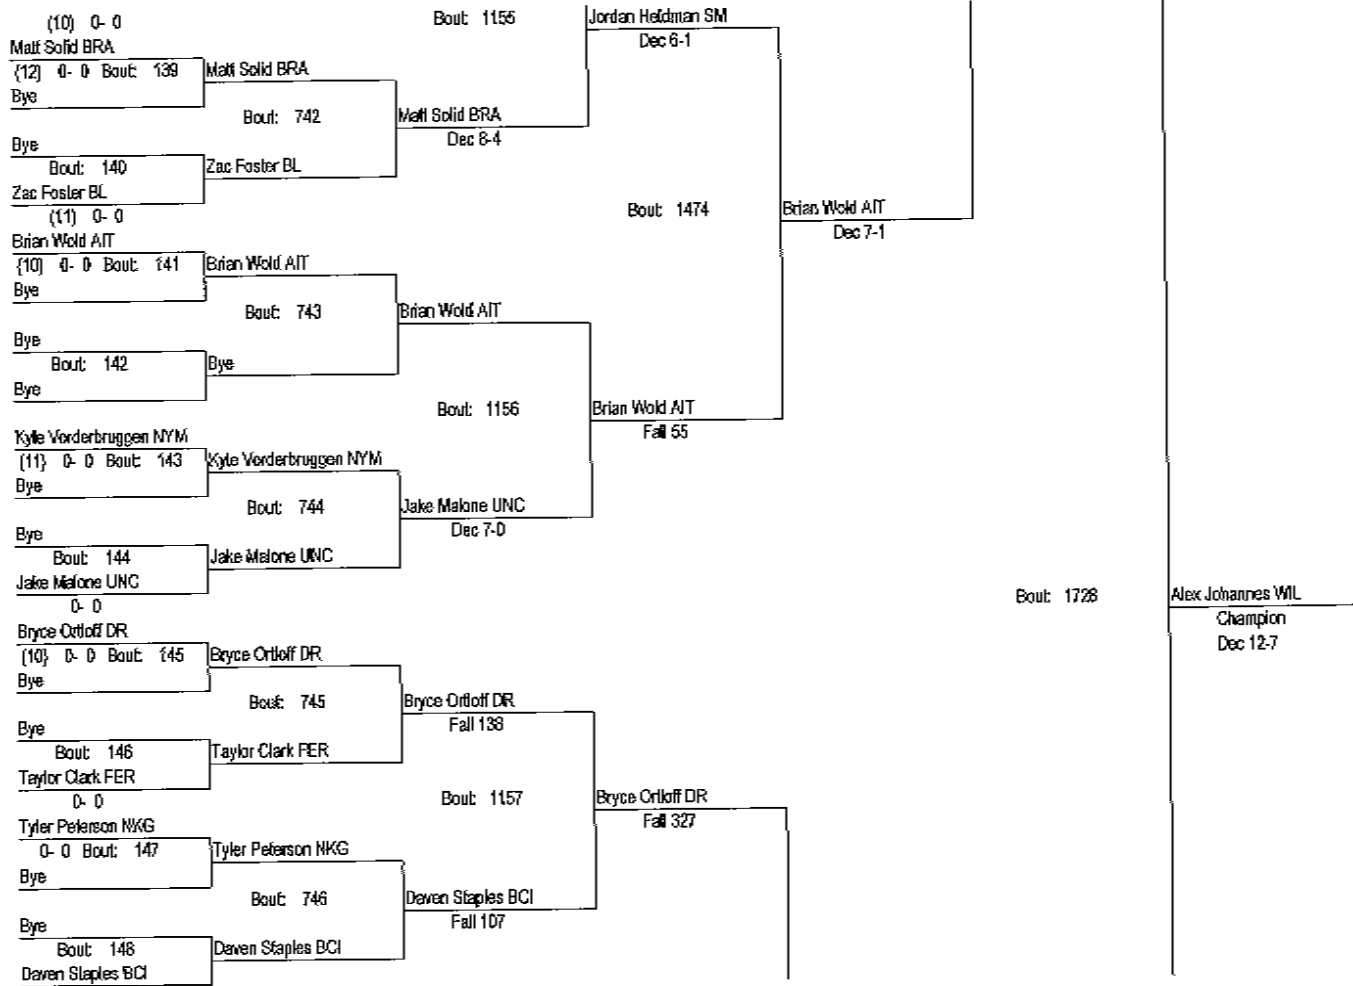 (10) 0- 0
Bout: 1155
Jordan Heidman SM
Dec 6-1
Matt Solid BRA
(12) 0- 0 Bout: 139
Matt Solid BRA
Bye
Bout: 742
Matt Solid BRA
Dec 8-4
Bye
Bout: 140
Zac Foster BL
Zac Foster BL
(11) 0- 0
Bout: 1474
Brian Wold AIT
Dec 7-1
Brian Wold AIT
(10) 0- 0 Bout: 141
Brian Wold AIT
Bye
Bout: 743
Brian Wold AIT
Bye
Bout: 142
Bye
Bye
Bout: 1156
Brian Wold AIT
Fall 55
Kyle Vorderbruggen NYM
(11) 0- 0 Bout: 143
Kyle Vorderbruggen NYM
Bye
Bout: 744
Jake Malone UNC
Dec 7-0
Bye
Bout: 144
Jake Malone UNC
Jake Malone UNC
0- 0
Bout: 1728
Alex Johannes WIL
Champion
Dec 12-7
Bryce Ortloff DR
(10) 0- 0 Bout: 145
Bryce Ortloff DR
Bye
Bout: 745
Bryce Ortloff DR
Fall 138
Bye
Bout: 146
Taylor Clark FER
Taylor Clark FER
0- 0
Bout: 1157
Bryce Ortloff DR
Fall 327
Tyler Peterson NKG
0- 0 Bout: 147
Tyler Peterson NKG
Bye
Bout: 746
Daven Staples BCI
Fall 107
Bye
Bout: 148
Daven Staples BCI
Daven Staples BCI